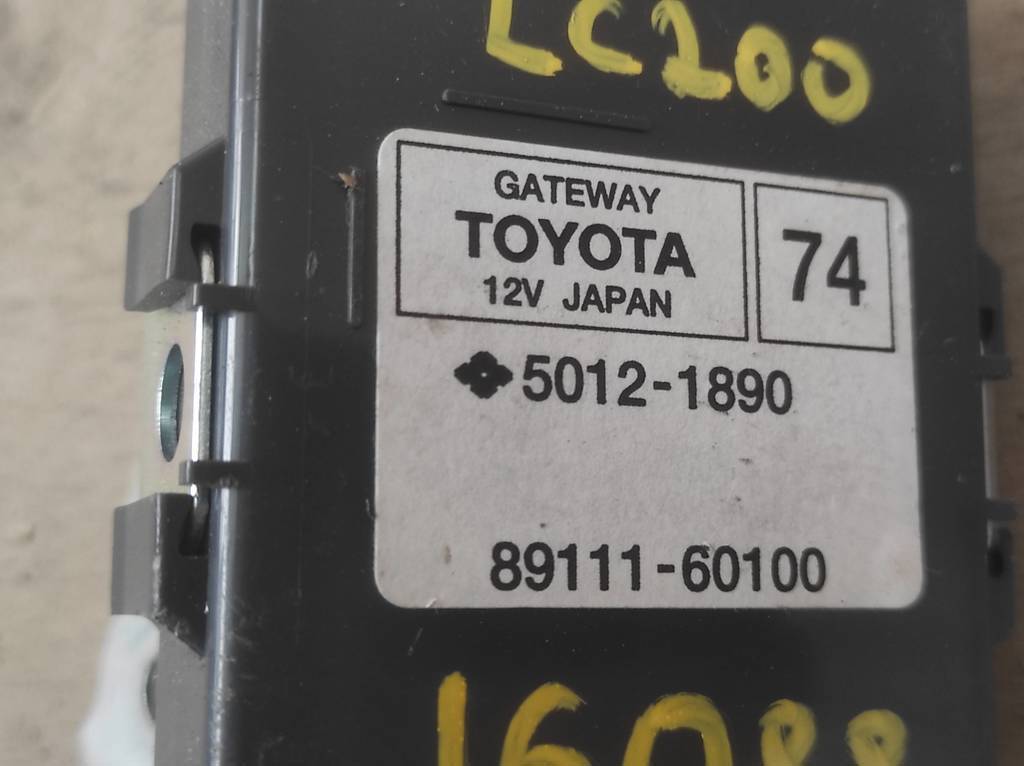 LC200
GATEWAY
TOYOTA
12V JAPAN
74
5012-1890
89111-60100